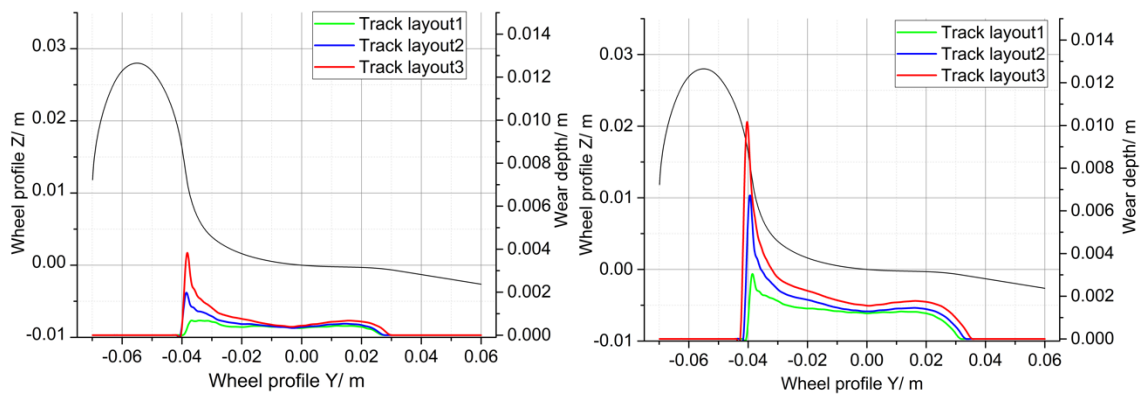 Track layout1
Track layout2
Track layout3
0.03
0.02
0.01
0.00
-0.01
Wheel profile Z/ m
0.014
0.012
0.010
0.008
0.006
0.004
0.002
0.000
Wear depth/ m
-0.06 -0.04 -0.02 0.00 0.02 0.04 0.06
Wheel profile Y/ m
Track layout1
Track layout2
Track layout3
0.03
0.02
0.01
0.00
-0.01
Wheel profile Z/ m
0.014
0.012
0.010
0.008
0.006
0.004
0.002
0.000
Wear depth/ m
-0.06 -0.04 -0.02 0.00 0.02 0.04 0.06
Wheel profile Y/ m